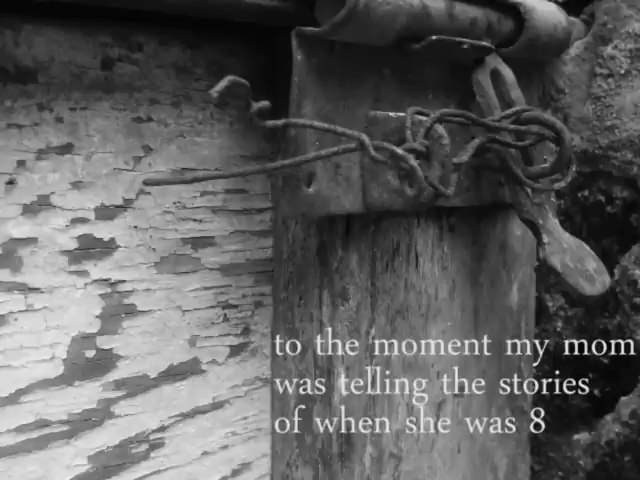 to the moment my mom
was telling the stories
of when she was 8